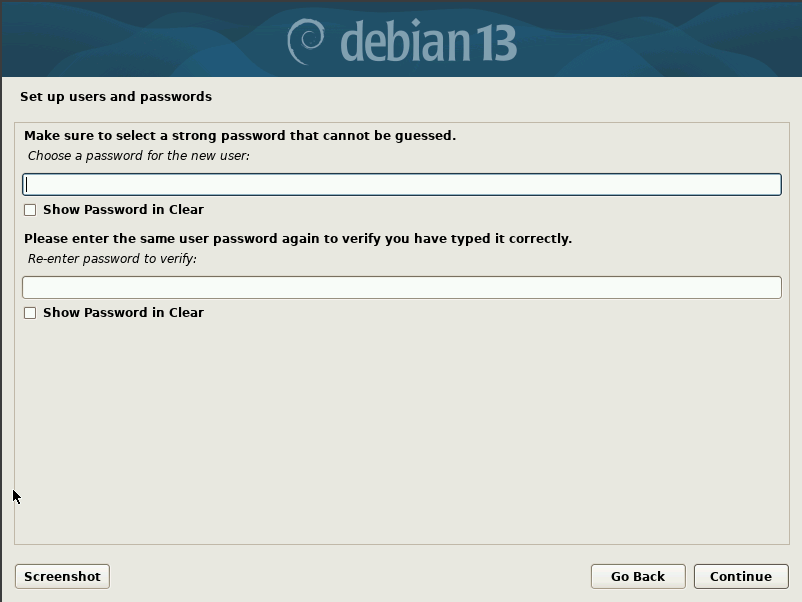 debian 13
Set up users and passwords
Make sure to select a strong password that cannot be guessed.
Choose a password for the new user:
Show Password in Clear
Please enter the same user password again to verify you have typed it correctly.
Re-enter password to verify:
Show Password in Clear
Screenshot
Go Back
Continue